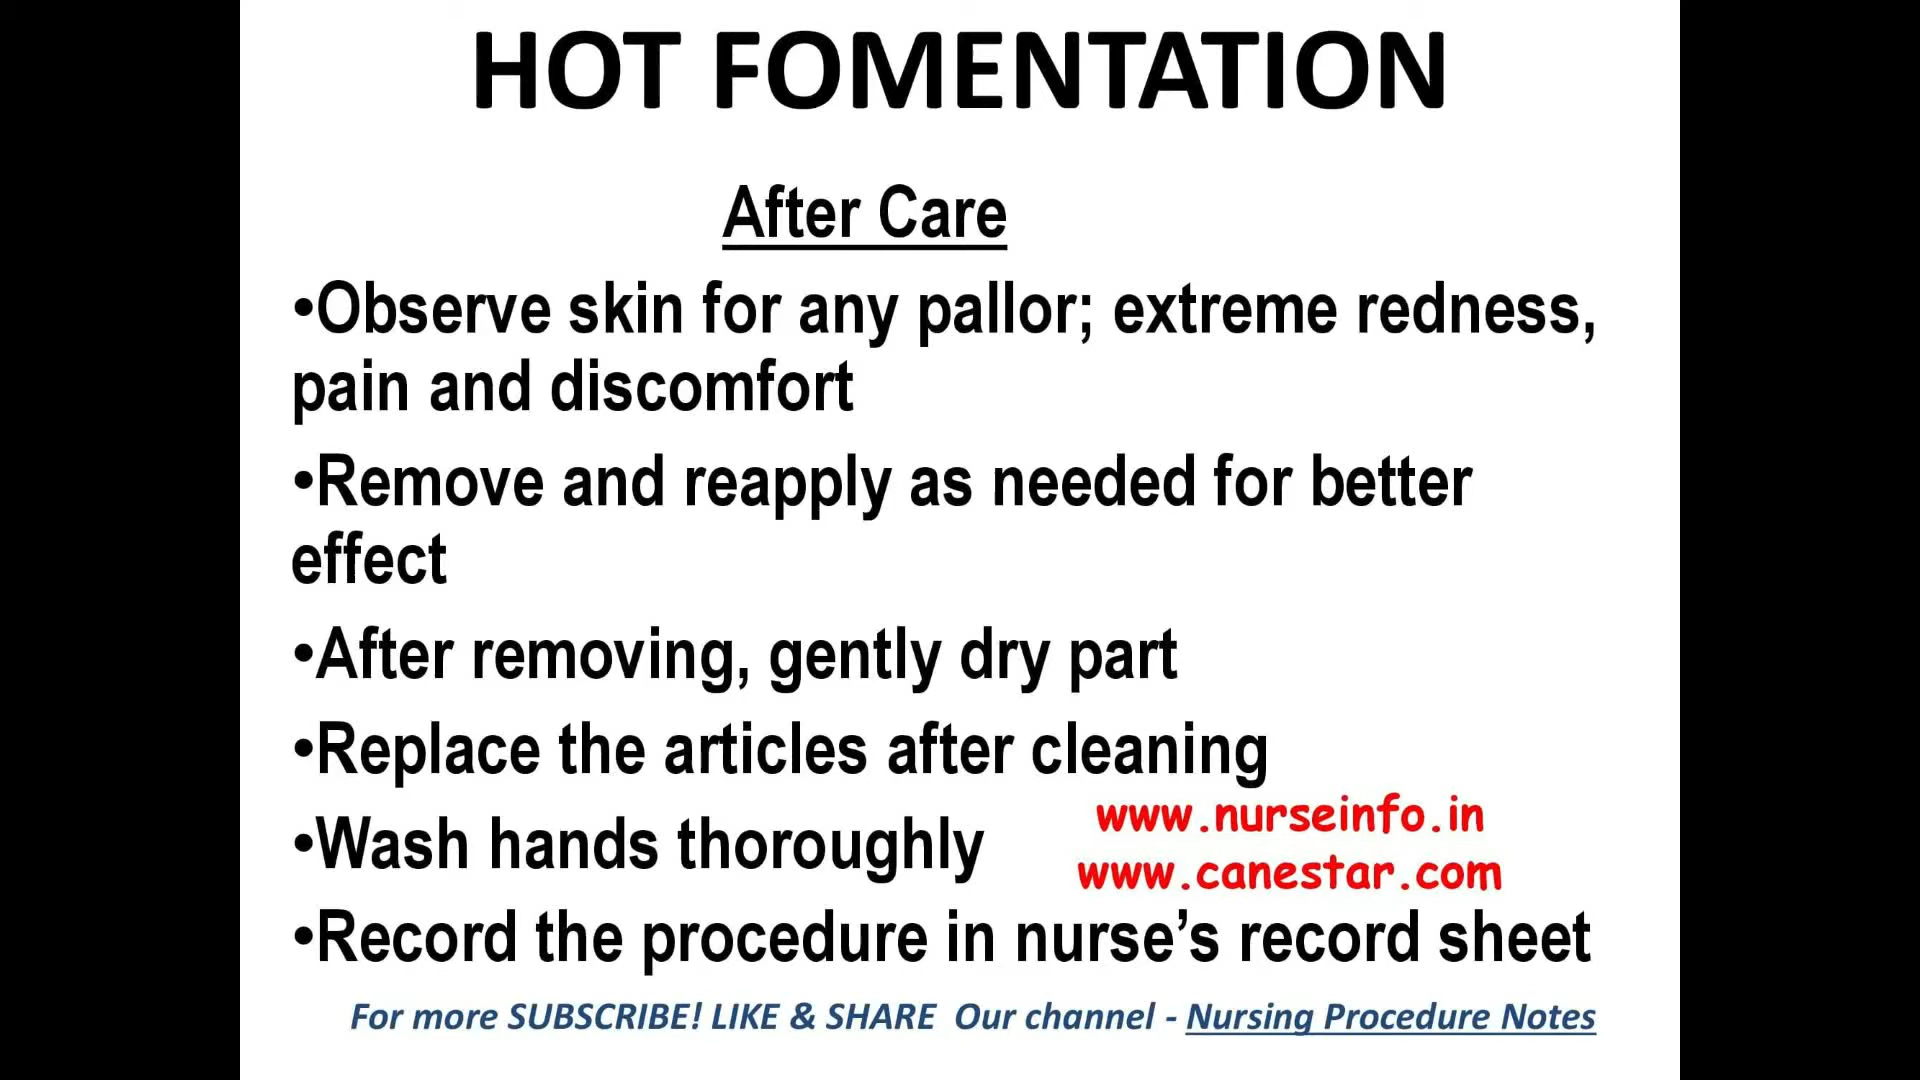 HOT FOMENTATION
After Care
•Observe skin for any pallor; extreme redness,
pain and discomfort
•Remove and reapply as needed for better
effect
•After removing, gently dry part
•Replace the articles after cleaning
•Wash hands thoroughly
www.nurseinfo.in
www.canestar.com
•Record the procedure in nurse’s record sheet
For more SUBSCRIBE! LIKE & SHARE  Our channel - Nursing Procedure Notes